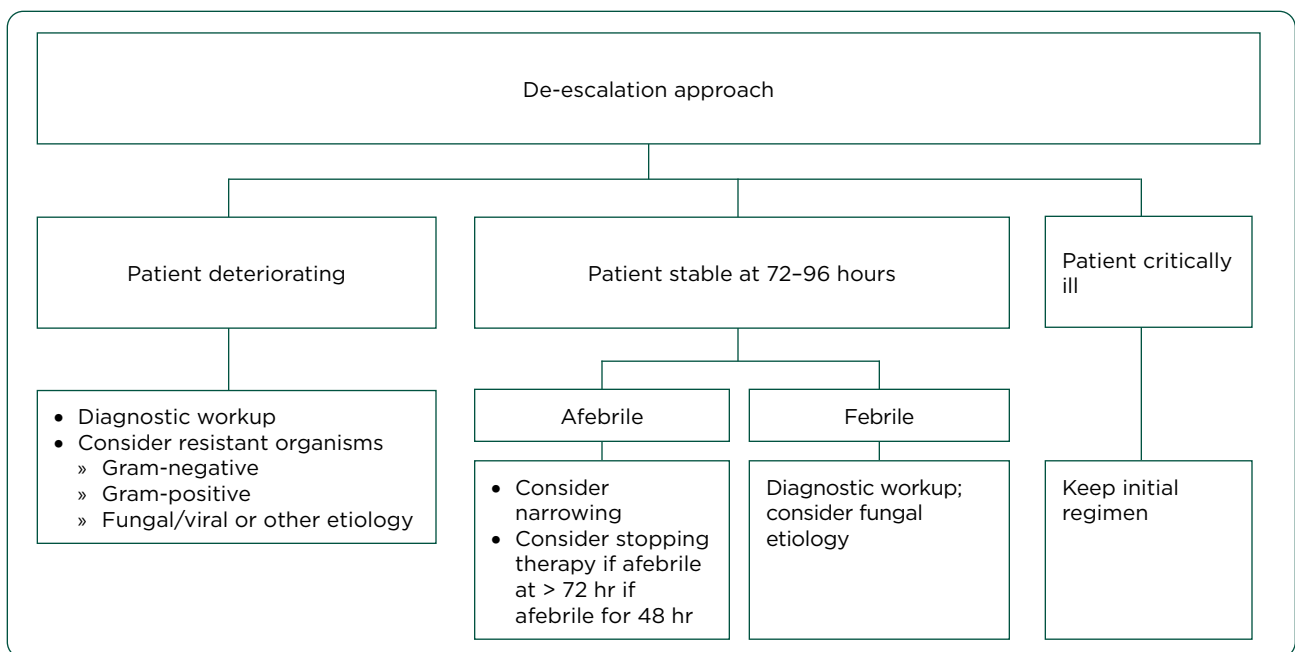 De-escalation approach
Patient deteriorating
Patient stable at 72–96 hours
Patient critically
ill
• Diagnostic workup
• Consider resistant organisms
» Gram-negative
» Gram-positive
» Fungal/viral or other etiology
Afebrile
Febrile
• Consider
narrowing
• Consider stopping
therapy if afebrile
at > 72 hr if
afebrile for 48 hr
Diagnostic workup;
consider fungal
etiology
Keep initial
regimen